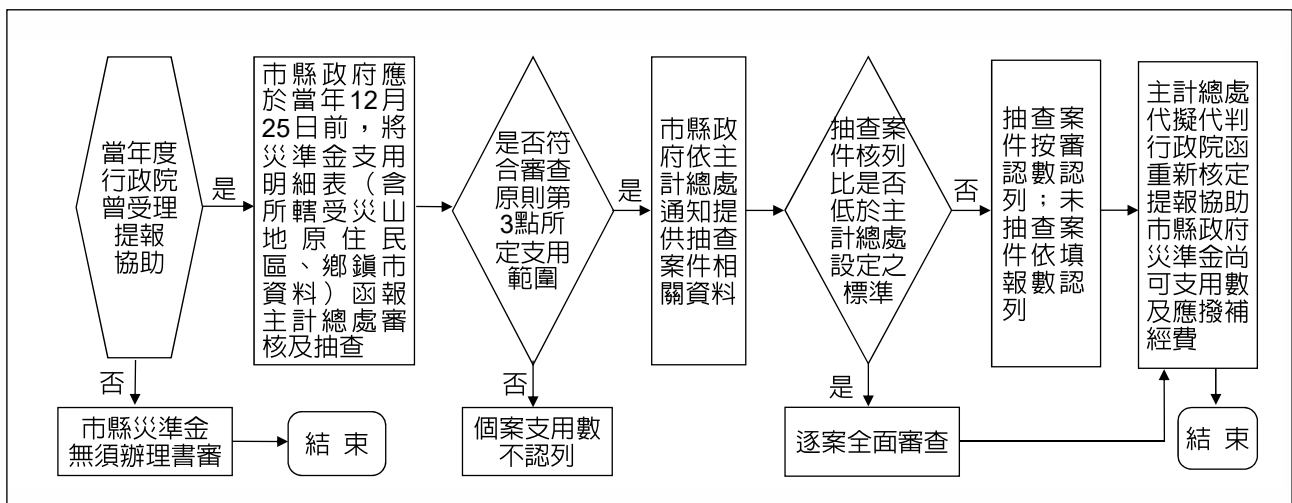 當年度
行政院
曾受理
提報
協助
是
市縣政府應
於當年12月
25日前，將
災準金支用
明細表（含
所轄受災山
地原住民
區、鄉鎮市
資料）函報
主計總處審
核及抽查
是否符
合審查
原則第
3點所
定支用
範圍
是
市縣政
府依主
計總處
通知提
供抽查
案件相
關資料
抽查案
件核列
比是否
低於主
計總處
設定之
標準
否
抽查案
件按審
認數認
列；未
抽查案
件依填
報數認
列
主計總處
代擬代判
行政院函
重新核定
提報協助
市縣政府
災準金尚
可支用數
及應撥補
經費
否
市縣災準金
無須辦理書審
結束
否
個案支用數
不認列
是
逐案全面審查
結束